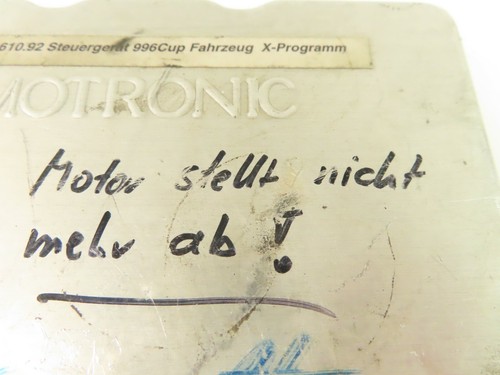 610.92 Steuergerät 996Cup Fahrzeug X-Programm
MOTRONIC
Motor stellt nicht
mehr ab!